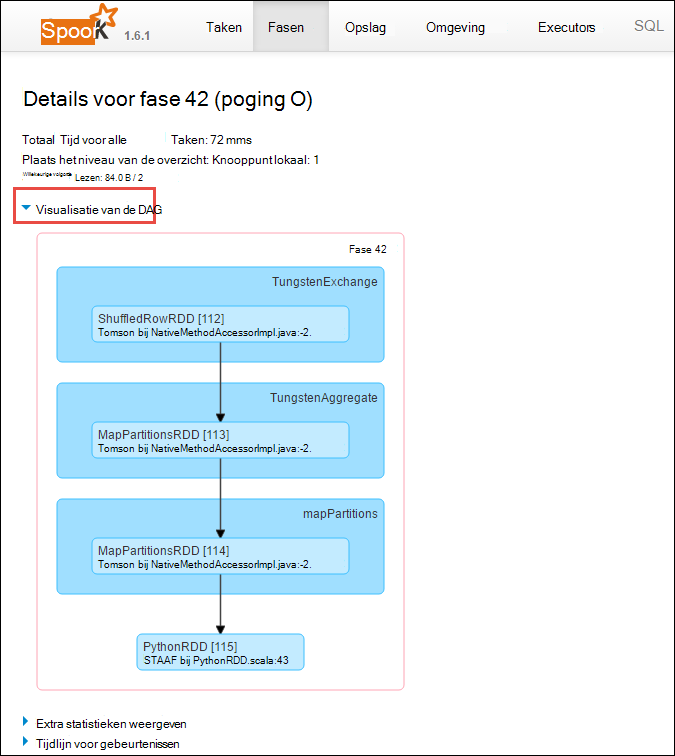 SpooK 1.6.1 Taken Fasen Opslag Omgeving Executors SQL
Details voor fase 42 (poging O)
Totaal Tijd voor alle Taken: 72 mms
Plaats het niveau van de overzicht: Knooppunt lokaal: 1
Willekeurige volgorde Lezen: 84.0 B / 2
Visualisatie van de DAG
Fase 42
TungstenExchange
ShuffledRowRDD [112]
Tomson bij NativeMethodAccessorImpl.java:-2.
TungstenAggregate
MapPartitionsRDD [113]
Tomson bij NativeMethodAccessorImpl.java:-2.
mapPartitions
MapPartitionsRDD [114]
Tomson bij NativeMethodAccessorImpl.java:-2.
PythonRDD [115]
STAAF bij PythonRDD.scala:43
Extra statistieken weergeven
Tijdlijn voor gebeurtenissen